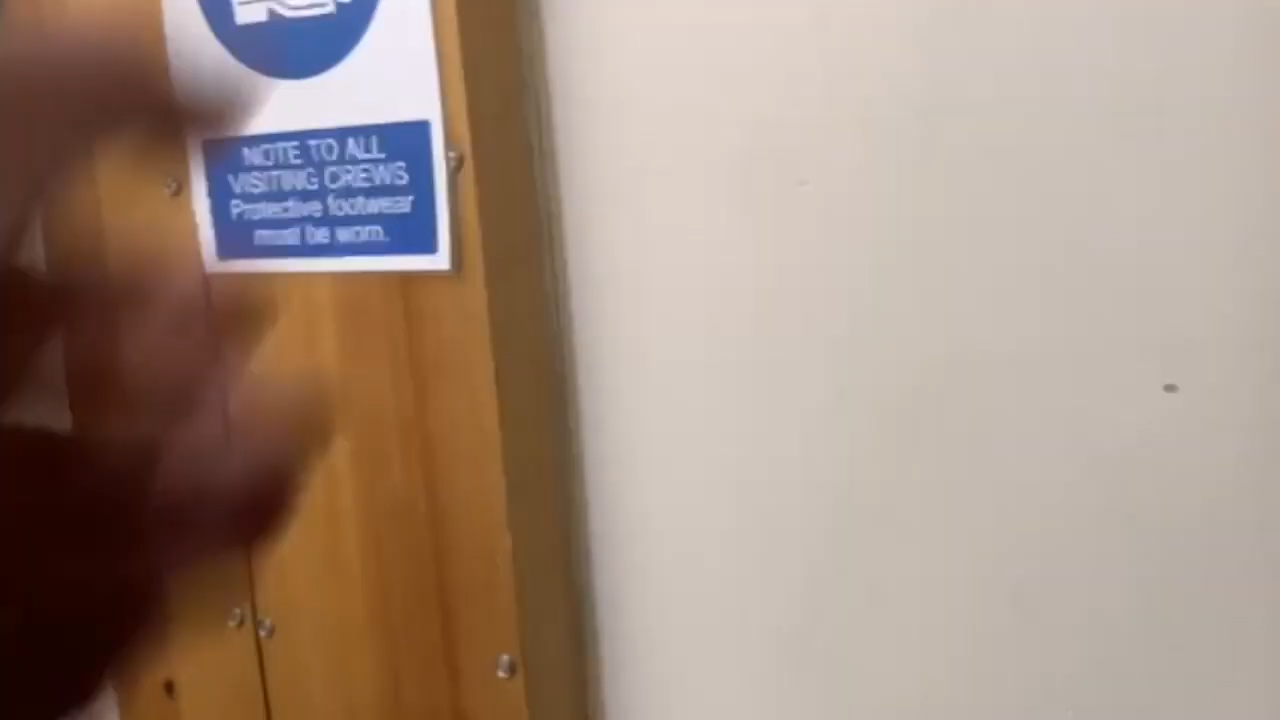 NOTE TO ALL
VISITING CREWS
Protective footwear
must be worn.